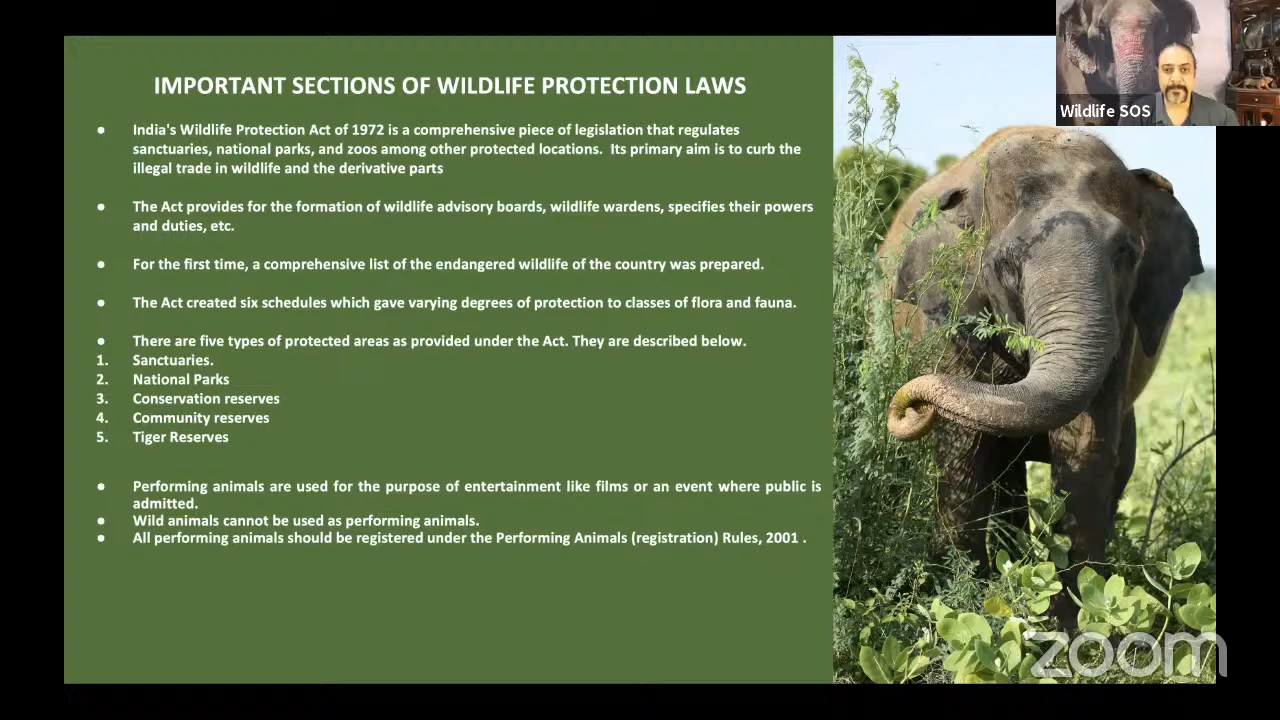 IMPORTANT SECTIONS OF WILDLIFE PROTECTION LAWS
● India's Wildlife Protection Act of 1972 is a comprehensive piece of legislation that regulates
sanctuaries, national parks, and zoos among other protected locations. Its primary aim is to curb the
illegal trade in wildlife and the derivative parts
● The Act provides for the formation of wildlife advisory boards, wildlife wardens, specifies their powers
and duties, etc.
● For the first time, a comprehensive list of the endangered wildlife of the country was prepared.
● The Act created six schedules which gave varying degrees of protection to classes of flora and fauna.
● There are five types of protected areas as provided under the Act. They are described below.
1. Sanctuaries.
2. National Parks
3. Conservation reserves
4. Community reserves
5. Tiger Reserves
● Performing animals are used for the purpose of entertainment like films or an event where public is
admitted.
● Wild animals cannot be used as performing animals.
● All performing animals should be registered under the Performing Animals (registration) Rules, 2001 .
Wildlife SOS
zoom